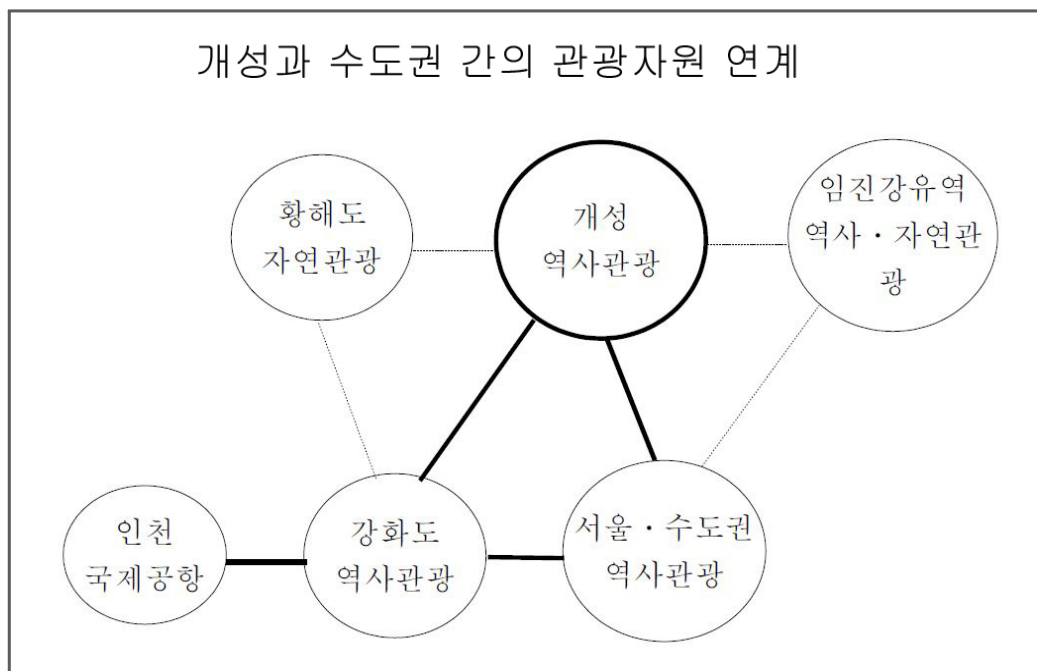 개성과 수도권 간의 관광자원 연계
황해도
자연관광
개성
역사관광
임진강유역
역사·자연관
광
인천
국제공항
강화도
역사관광
서울·수도권
역사관광